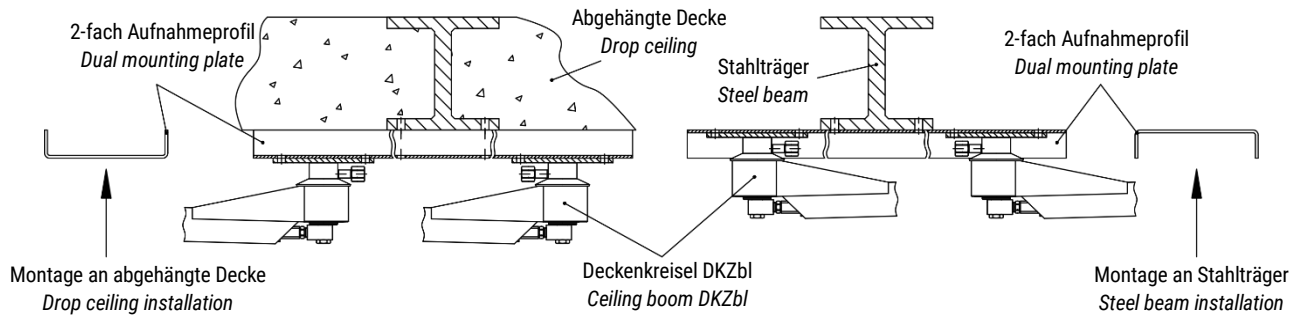 2-fach Aufnahmeprofil
Dual mounting plate
Abgehängte Decke
Drop ceiling
Stahlträger
Steel beam
2-fach Aufnahmeprofil
Dual mounting plate
Montage an abgehängte Decke
Drop ceiling installation
Deckenkreisel DKZbl
Ceiling boom DKZbl
Montage an Stahlträger
Steel beam installation